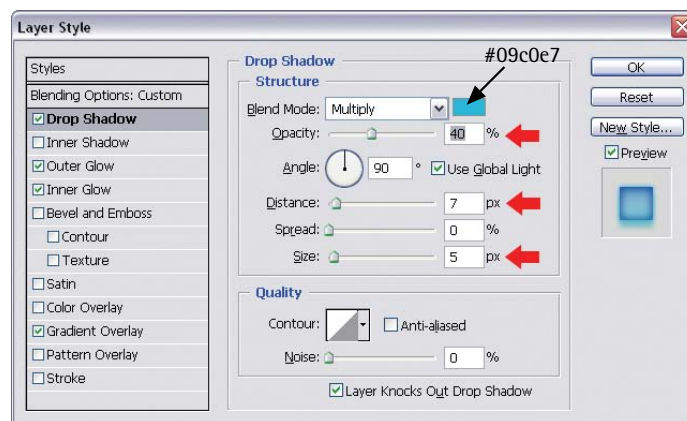 Layer Style
Styles
Blending Options: Custom
Drop Shadow
Inner Shadow
Outer Glow
Inner Glow
Bevel and Emboss
Contour
Texture
Satin
Color Overlay
Gradient Overlay
Pattern Overlay
Stroke
Drop Shadow
Structure
#09c0e7
Blend Mode: Multiply
Opacity: 40 %
Angle: 90 ° Use Global Light
Distance: 7 px
Spread: 0 %
Size: 5 px
Quality
Contour: Anti-aliased
Noise: 0 %
Layer Knocks Out Drop Shadow
OK
Reset
New Style...
Preview